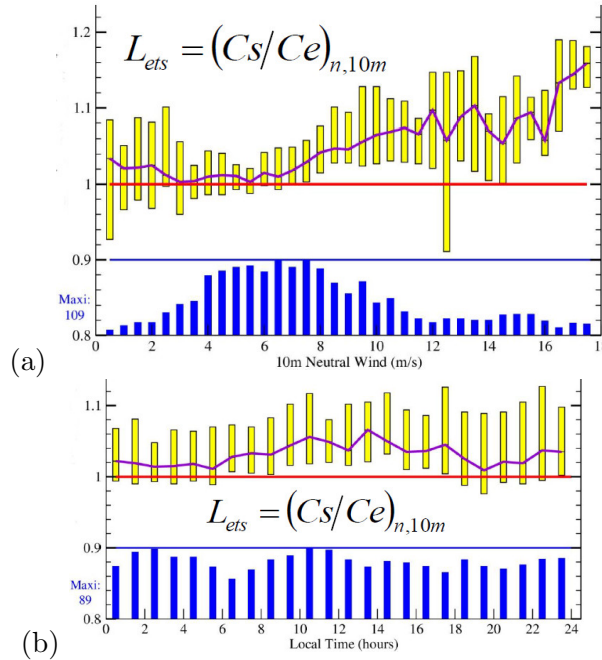 1.2
L_ets = (Cs/Ce)_n,10m
1.1
1
0.9
Maxi:
109
0.8
0 2 4 6 8 10 12 14 16 1
10m Neutral Wind (m/s)
(a)
1.1
1
L_ets = (Cs/Ce)_n,10m
0.9
Maxi:
89
0.8
0 2 4 6 8 10 12 14 16 18 20 22 24
Local Time (hours)
(b)